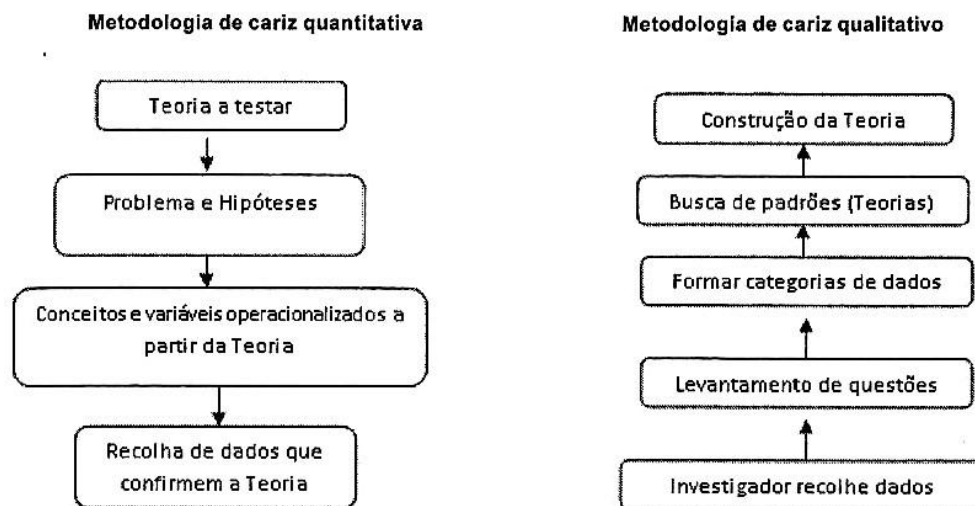 Metodologia de cariz quantitativa
Teoria a testar
Problema e Hipóteses
Conceitos e variáveis operacionalizados a
partir da Teoria
Recolha de dados que
confirmem a Teoria
Metodologia de cariz qualitativo
Construção da Teoria
Busca de padrões (Teorias)
Formar categorias de dados
Levantamento de questões
Investigador recolhe dados